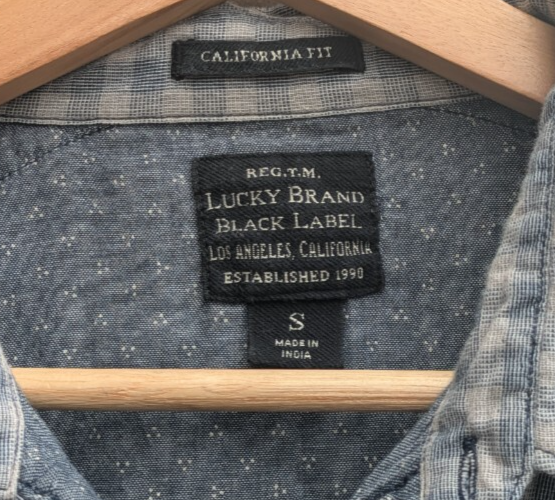 CALIFORNIA FIT
REG.T.M.
LUCKY BRAND
BLACK LABEL
LOS ANGELES, CALIFORNIA
ESTABLISHED 1990
S
MADE IN
INDIA